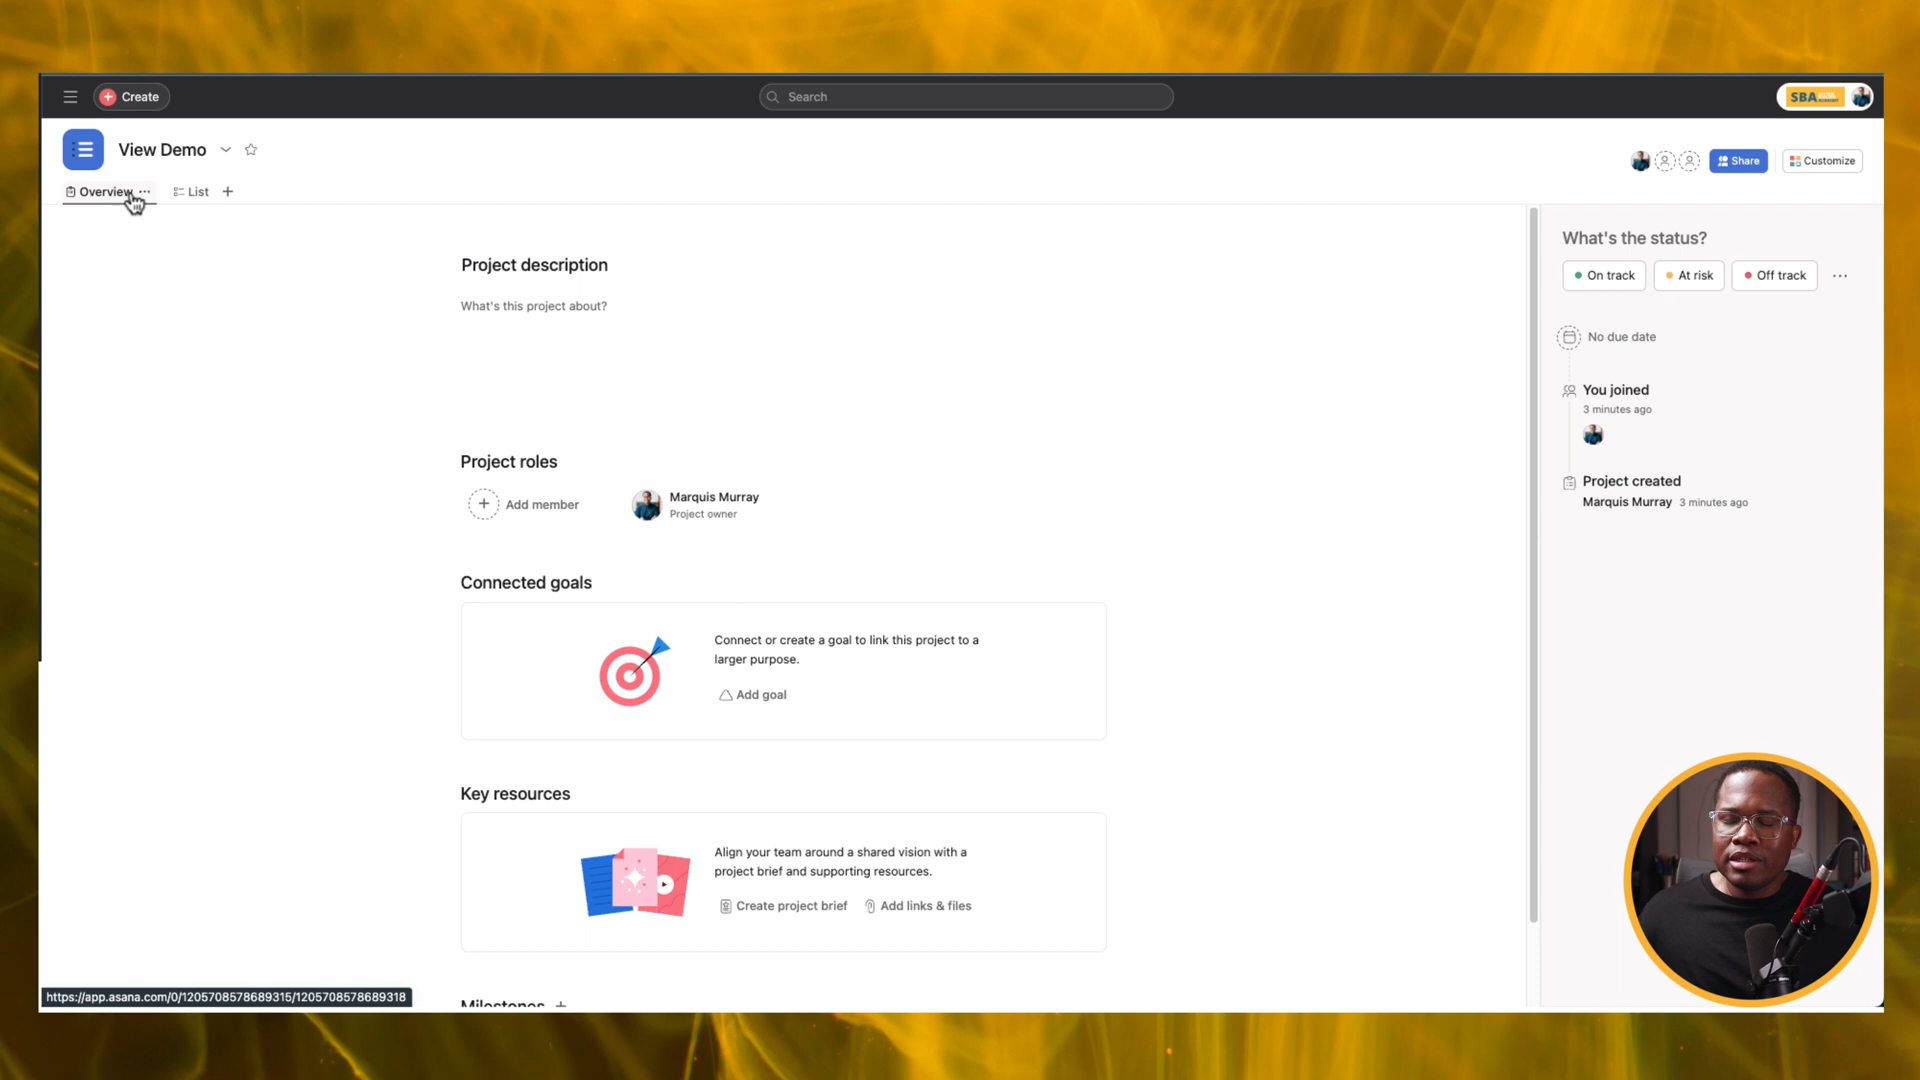 Create
Search
SBA
View Demo
Share
Customize
Overview
List
Project description
What's this project about?
Project roles
Add member
Marquis Murray
Project owner
Connected goals
Connect or create a goal to link this project to a
larger purpose.
Add goal
Key resources
Align your team around a shared vision with a
project brief and supporting resources.
Create project brief
Add links & files
Milestones
What's the status?
On track
At risk
Off track
No due date
You joined
3 minutes ago
Project created
Marquis Murray 3 minutes ago
https://app.asana.com/0/1205708578689315/1205708578689318